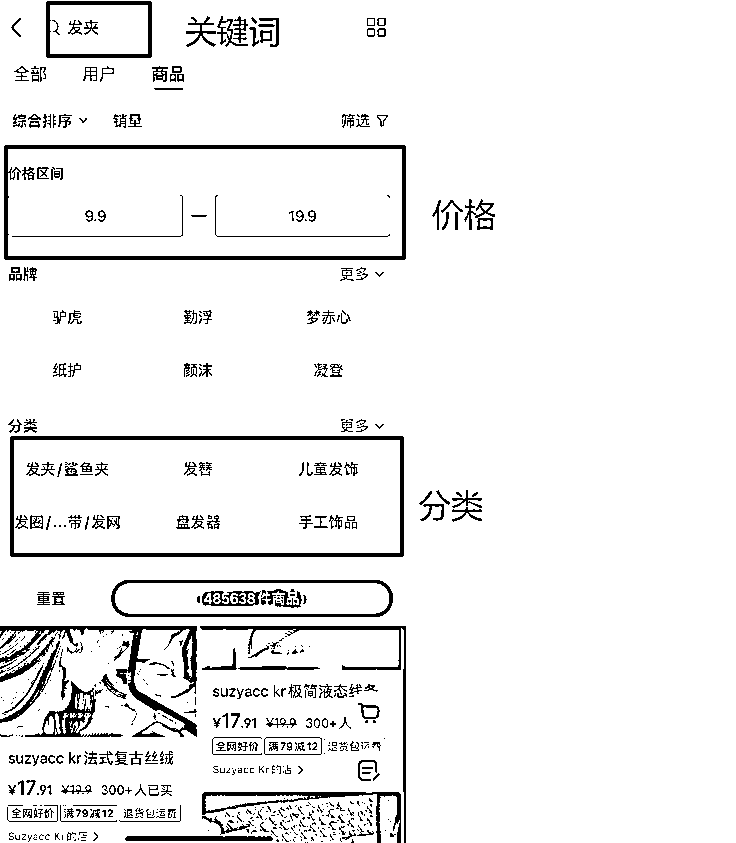 发夹 关键词
全部 用户 商品
综合排序 销量 筛选
价格区间
9.9 — 19.9 价格
品牌 更多
驴虎 勤浮 梦赤心
纸护 颜沫 凝登
分类 更多
发夹/鲨鱼夹 发簪 儿童发饰
分类
发圈/...带/发网 盘发器 手工饰品
重置 (485638件商品)
suzyacc kr极简液态蝴
¥17.91 ¥19.9 300+人
全网好价 满79减12 退货包运费
Suzyacc Kr的店
suzyacc kr法式复古丝绒
¥17.91 ¥19.9 300+人已买
全网好价 满79减12 退货包运费
Suzyacc Kr的店